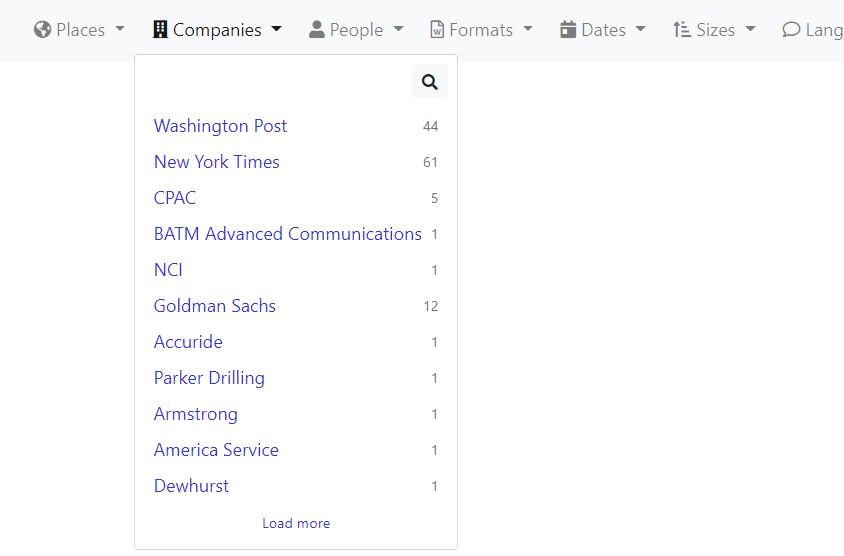 Places Companies People Formats Dates Sizes Lang
Washington Post 44
New York Times 61
CPAC 5
BATM Advanced Communications 1
NCI 1
Goldman Sachs 12
Accuride 1
Parker Drilling 1
Armstrong 1
America Service 1
Dewhurst 1
Load more